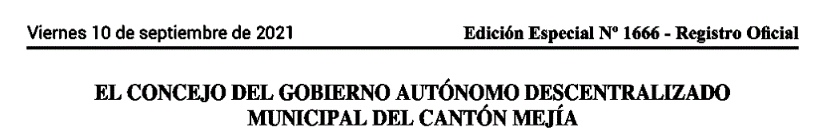 Viernes 10 de septiembre de 2021 Edición Especial Nº 1666 - Registro Oficial
EL CONCEJO DEL GOBIERNO AUTÓNOMO DESCENTRALIZADO
MUNICIPAL DEL CANTÓN MEJÍA